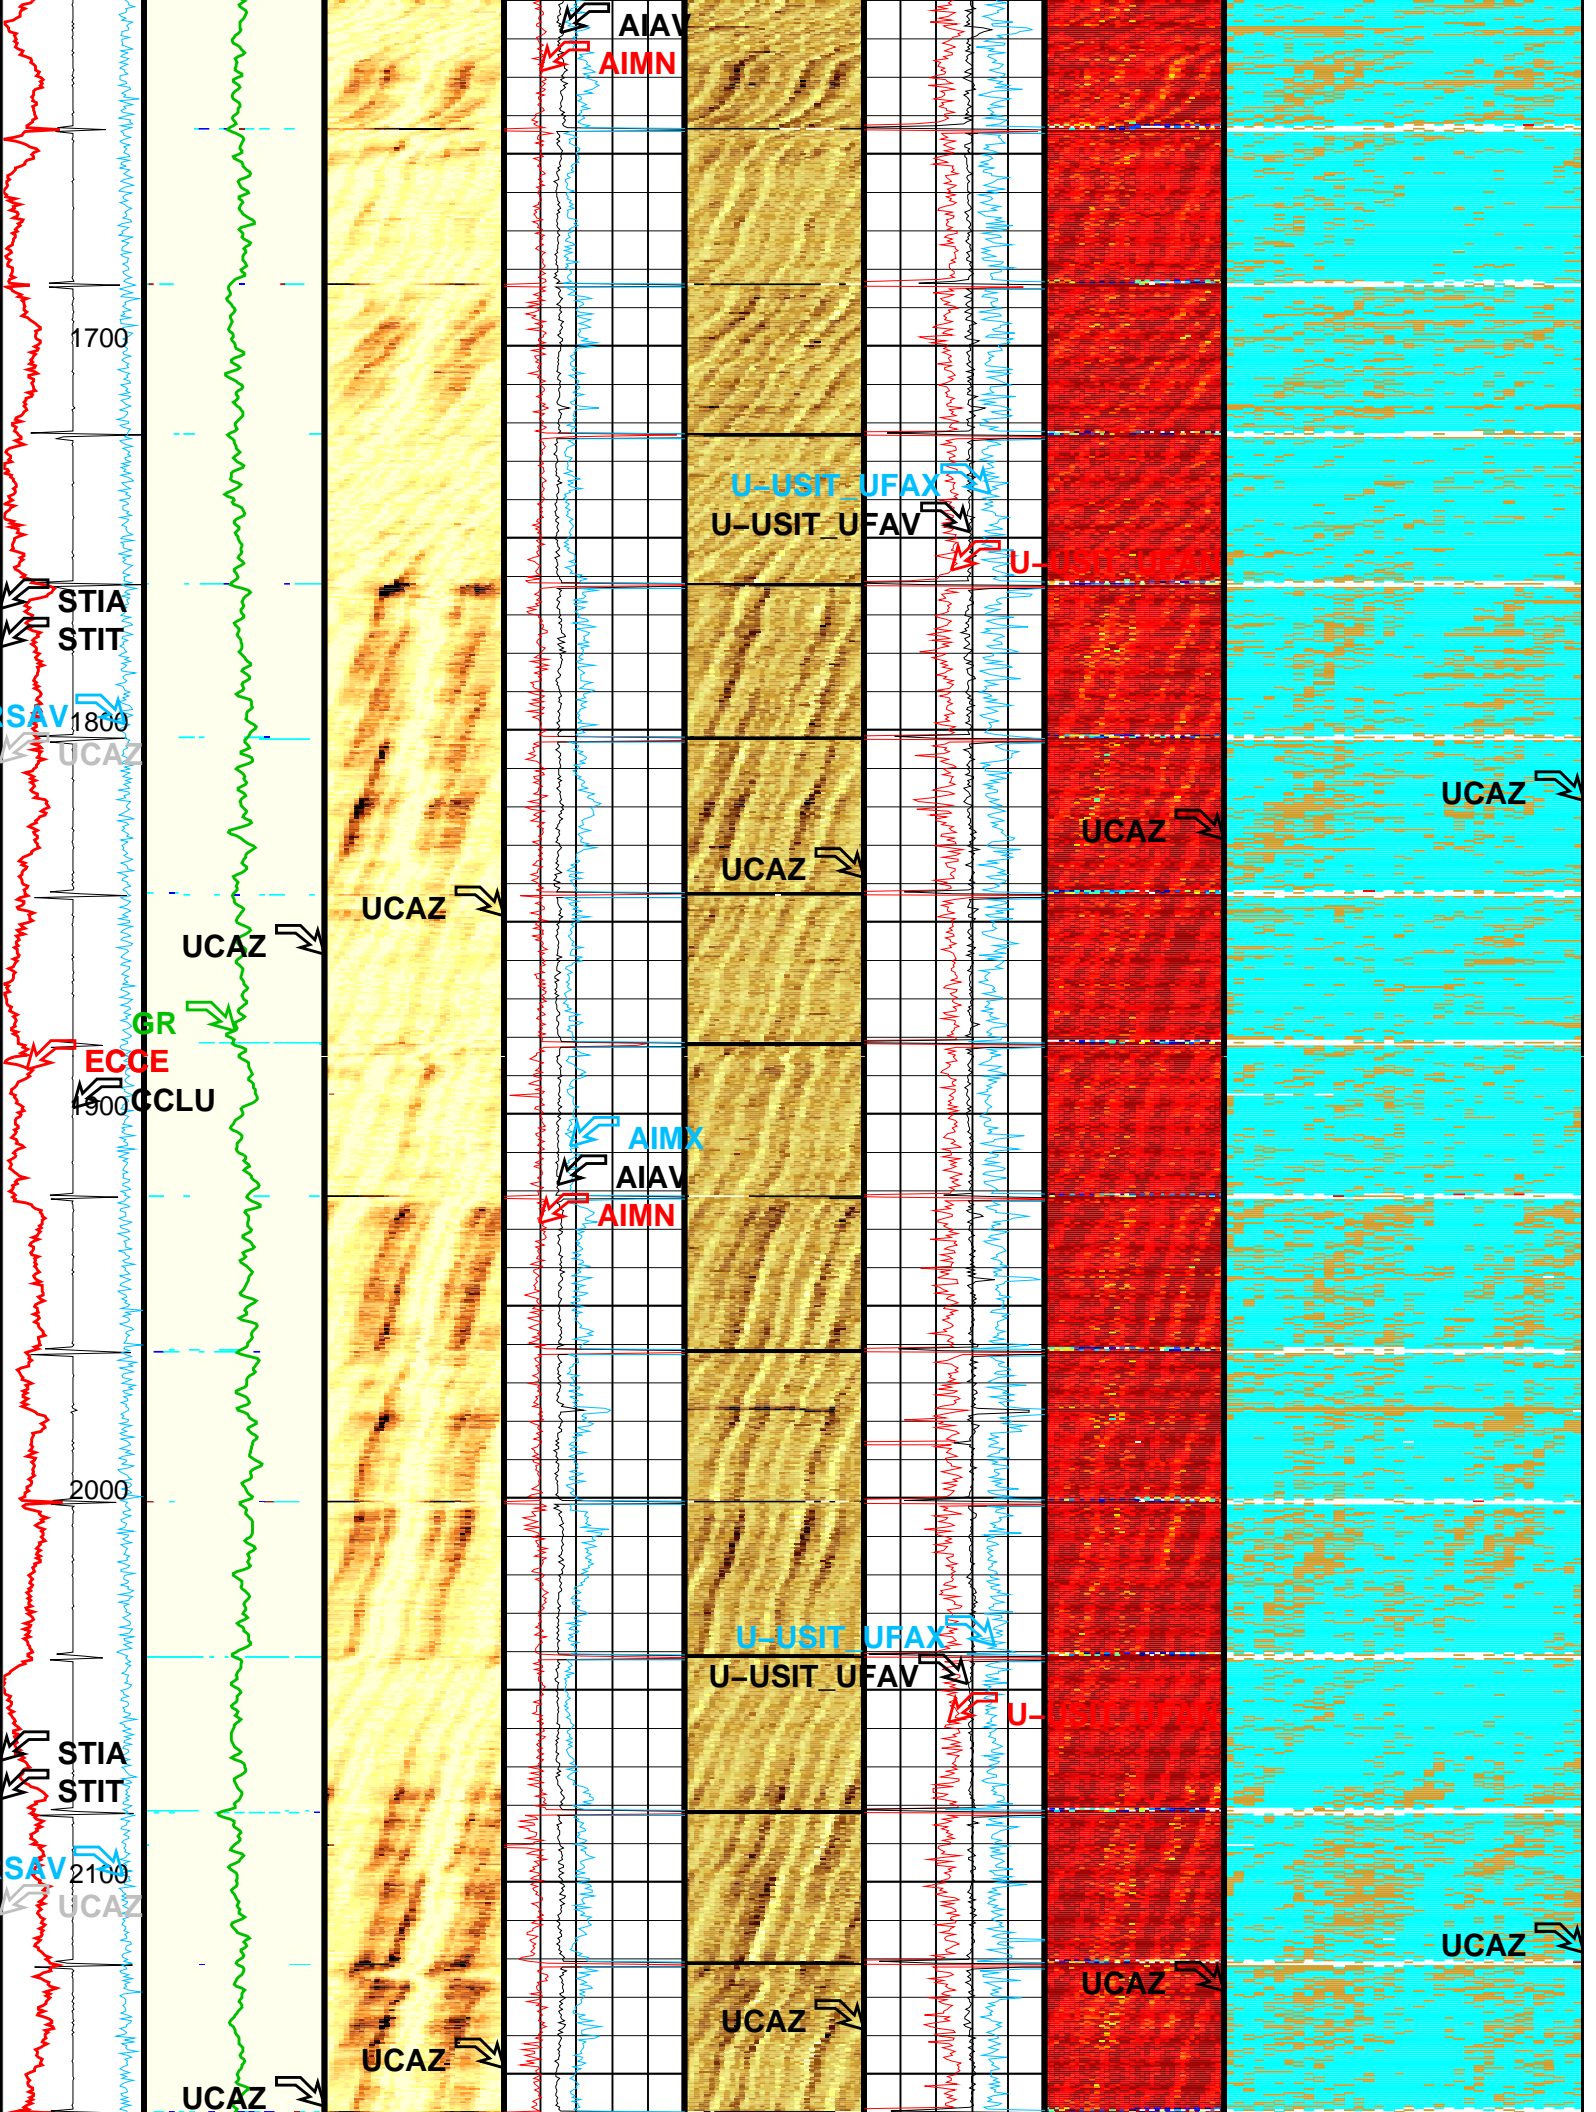 AIAV
AIMN
1700
U-USIT_UFAX
U-USIT_UFAV
U-
STIA
STIT
SAV
1800
UCAZ
UCAZ
UCAZ
UCAZ
UCAZ
UCAZ
GR
ECCE
1900
CCLU
AIMX
AIAV
AIMN
2000
U-USIT_UFAX
U-USIT_UFAV
U-
STIA
STIT
SAV
2100
UCAZ
UCAZ
UCAZ
UCAZ
UCAZ
UCAZ